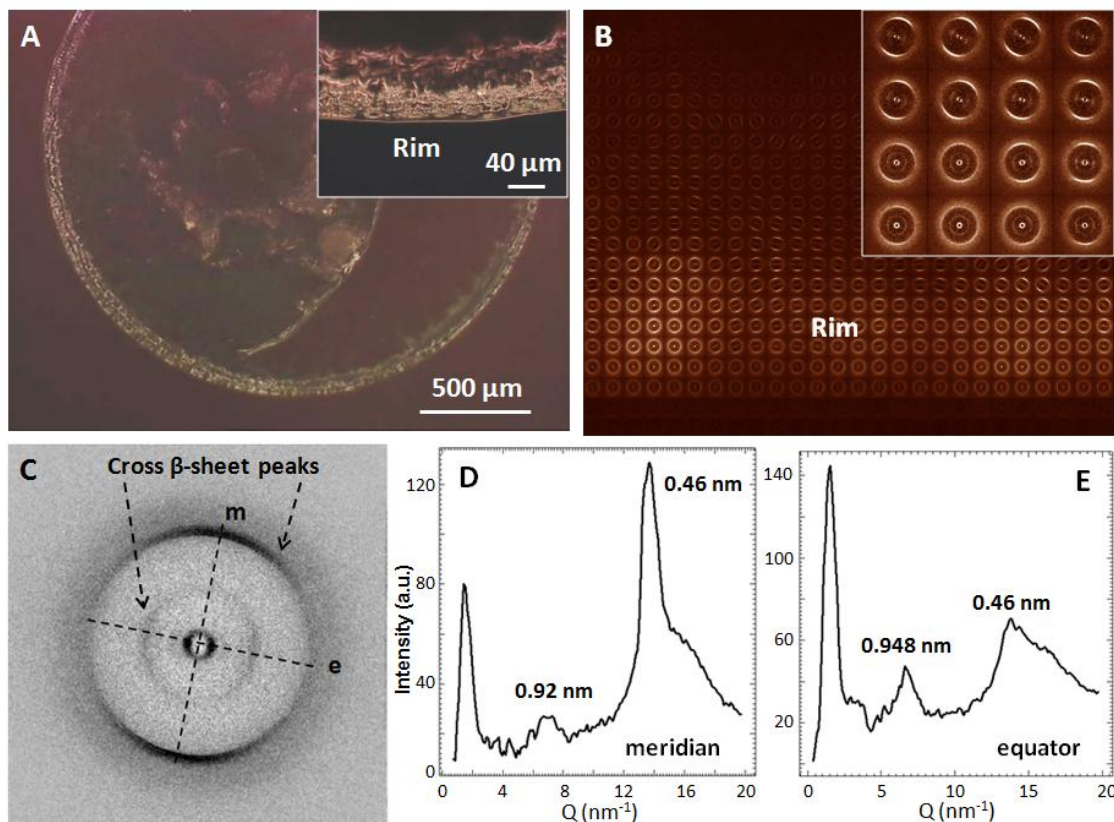 A
Rim
40 μm
500 μm
B
Rim
C
Cross β-sheet peaks
m
e
D
0.46 nm
0.92 nm
meridian
Intensity (a.u.)
120
80
40
0
0
4
8
12
16
20
Q (nm⁻¹)
E
0.46 nm
0.948 nm
equator
140
100
60
20
0
5
10
15
20
Q (nm⁻¹)